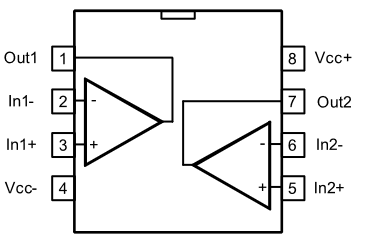 Out1 1 8 Vcc+
In1- 2 - 7 Out2
In1+ 3 + - 6 In2-
Vcc- 4 + 5 In2+